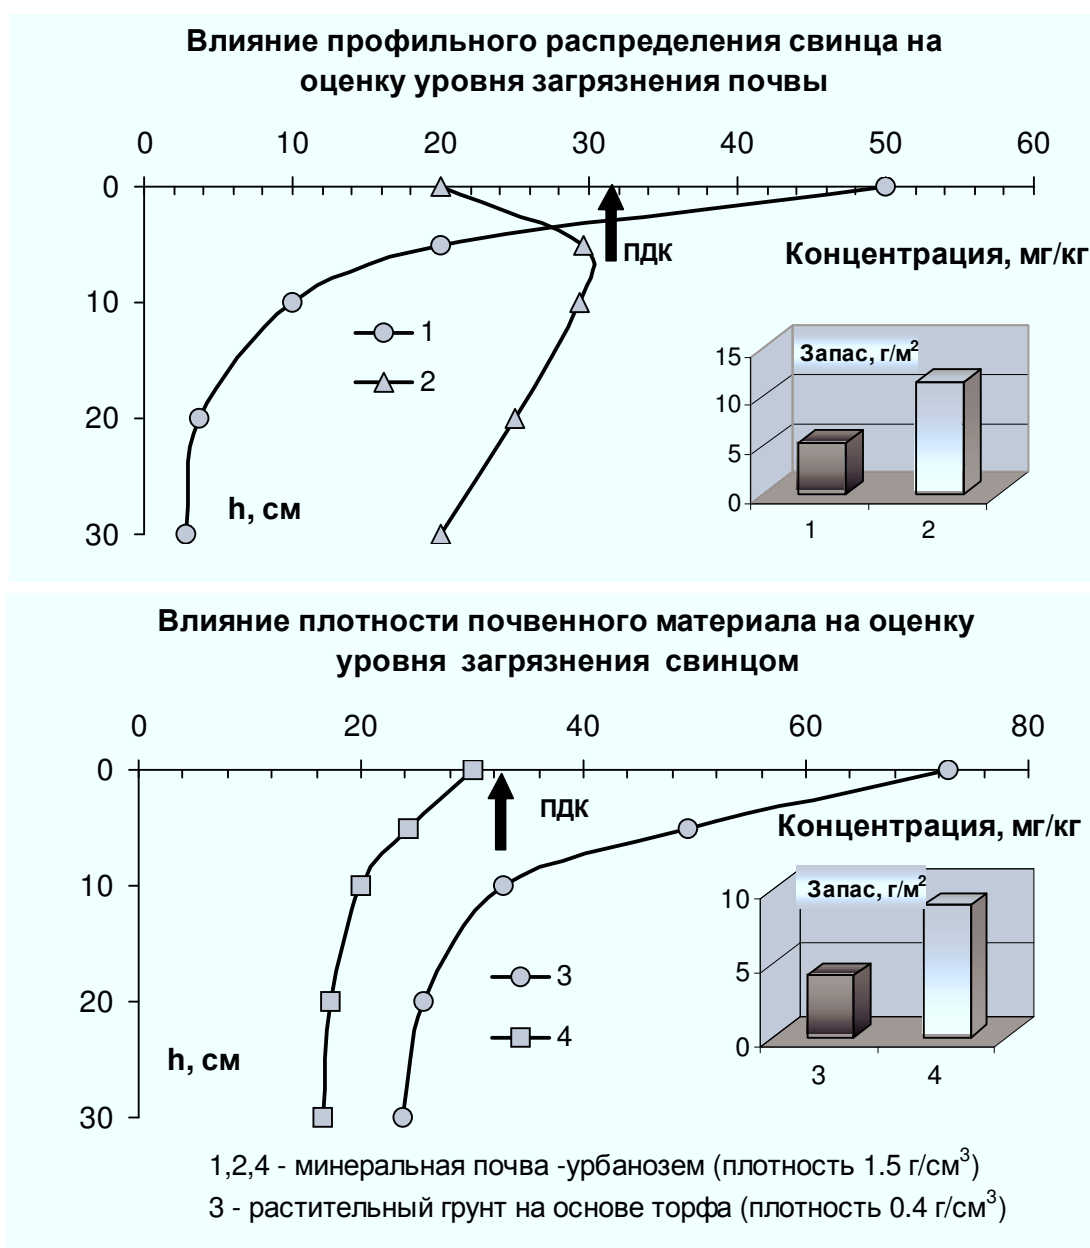 Влияние профильного распределения свинца на
оценку уровня загрязнения почвы
0 10 20 30 40 50 60
0
ПДК
Концентрация, мг/кг
10
1
2
20
30
h, см
Запас, г/м²
15
10
5
0
1 2
Влияние плотности почвенного материала на оценку
уровня загрязнения свинцом
0 20 40 60 80
0
ПДК
Концентрация, мг/кг
10
3
4
20
30
h, см
Запас, г/м²
10
5
0
3 4
1,2,4 - минеральная почва -урбанозем (плотность 1.5 г/см³)
3 - растительный грунт на основе торфа (плотность 0.4 г/см³)